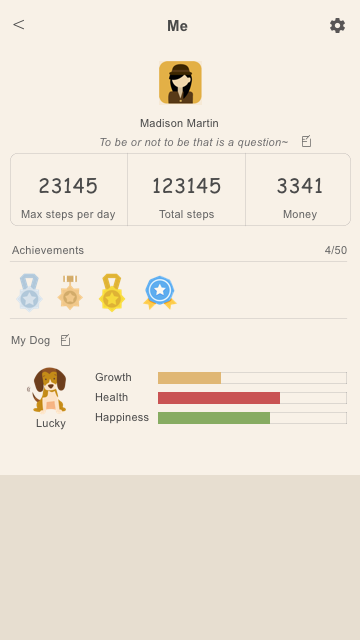 Me
Madison Martin
To be or not to be that is a question~
23145 123145 3341
Max steps per day Total steps Money
Achievements 4/50
My Dog
Growth
Health
Happiness
Lucky